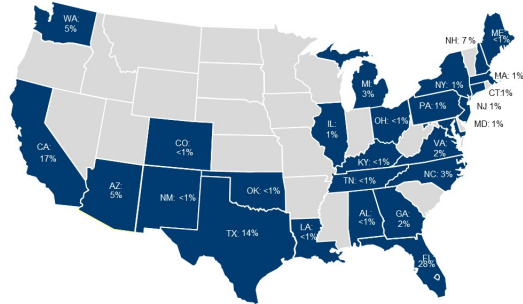 WA:
5%
ME
<1%
NH: 7 %
MI:
3%
NY: 1%
MA: 1%
CT:1%
PA: 1%
NJ 1%
OH: <1%
IL:
1%
MD: 1%
CA:
17%
CO:
<1%
VA:
2%
KY: <1%
NC: 3%
TN: <1%
AZ:
5%
NM: <1%
OK: <1%
TX: 14%
LA:
<1%
AL:
<1%
GA:
2%
FL
28%